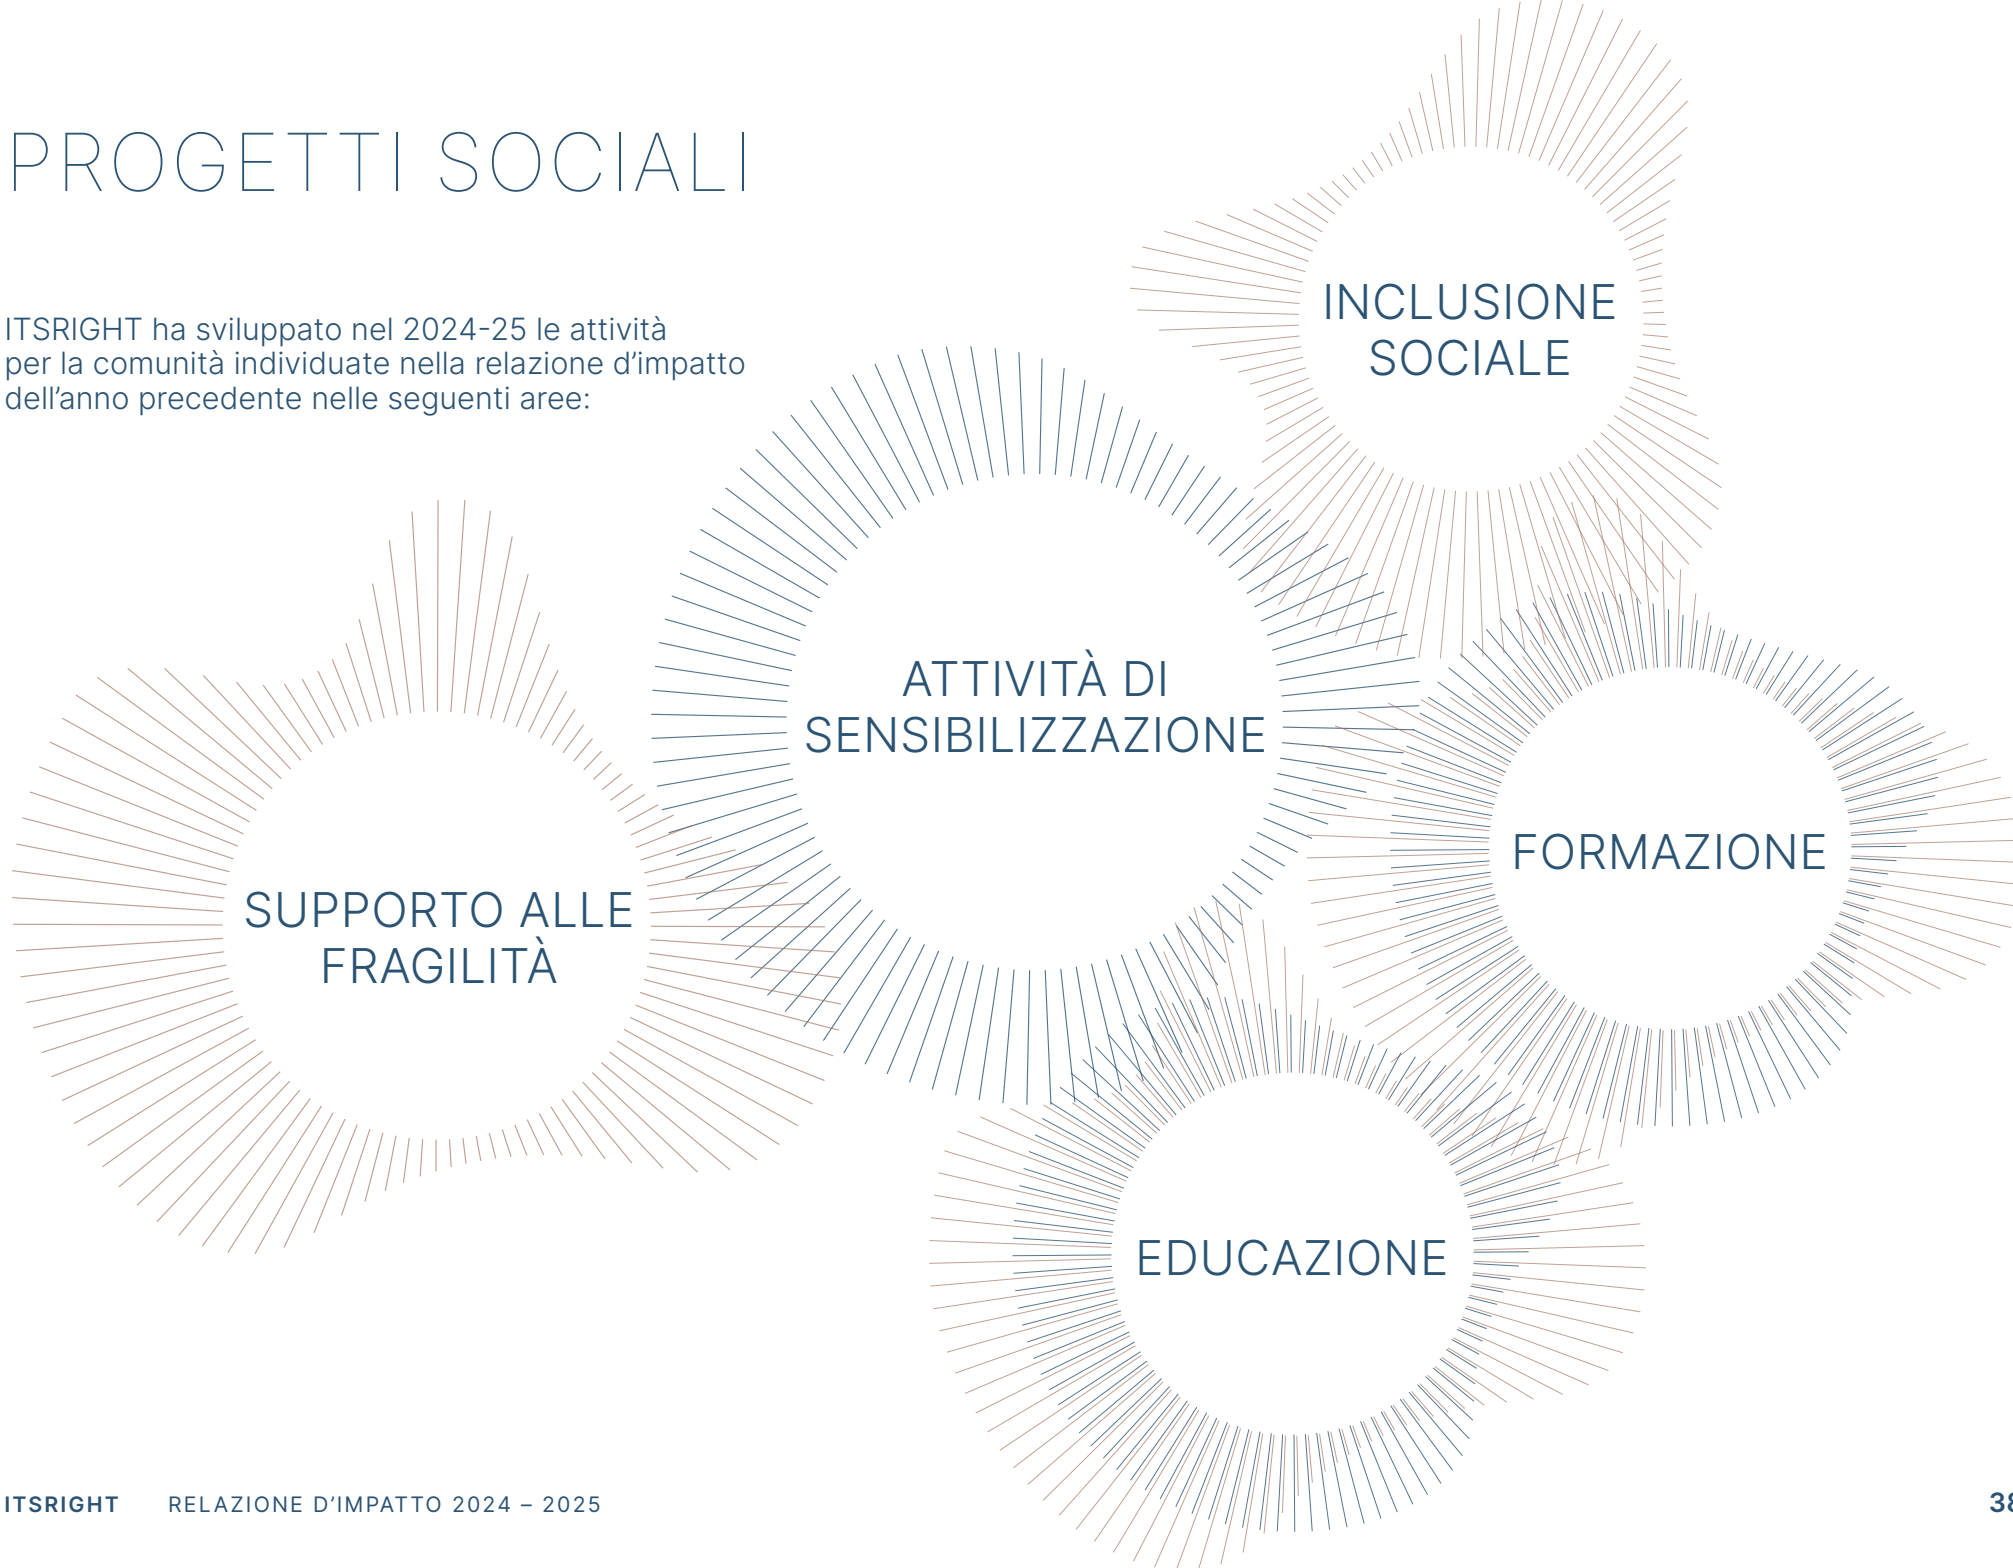 PROGETTI SOCIALI
ITSRIGHT ha sviluppato nel 2024-25 le attività
per la comunità individuate nella relazione d’impatto
dell’anno precedente nelle seguenti aree:
INCLUSIONE
SOCIALE
ATTIVITÀ DI
SENSIBILIZZAZIONE
FORMAZIONE
SUPPORTO ALLE
FRAGILITÀ
EDUCAZIONE
ITSRIGHT RELAZIONE D’IMPATTO 2024 – 2025
38